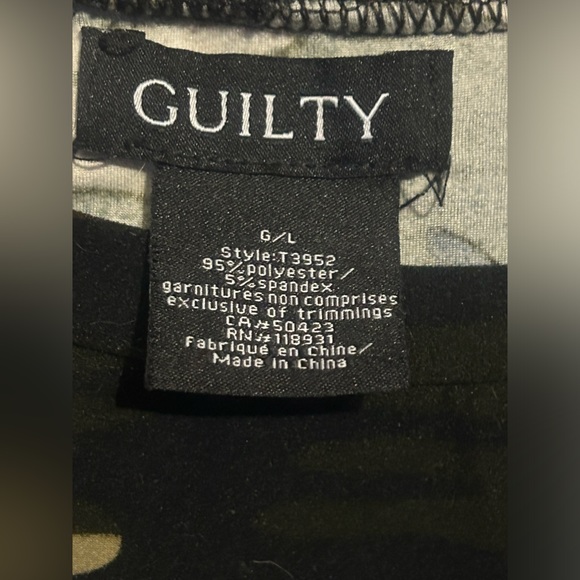 GUILTY
G/L
Style:T3952
95%polyester/
5%spandex
garnitures non comprises
exclusive of trimmings
CA#50423
RN#118931
Fabriqué en Chine/
Made in China